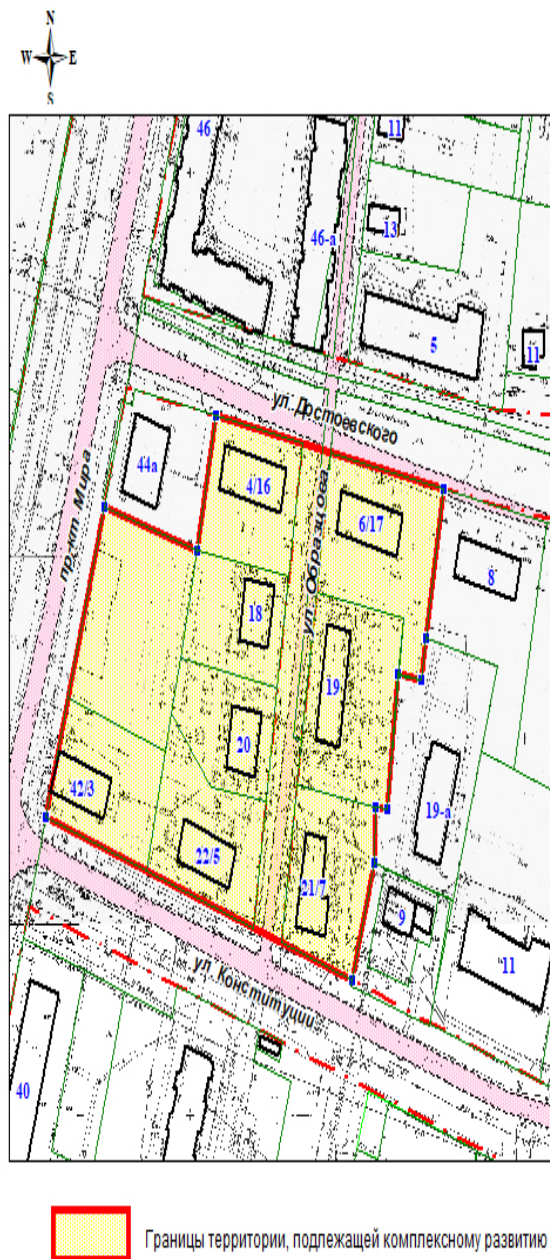 N
W E
S
46
11
46-а
13
5
11
ул. Достоевского
44а
4/16
6/17
пр-кт Мира
ул. Образцова
8
18
19
20
19-а
42/3
22/5
21/7
9
11
ул. Конституции
40
Границы территории, подлежащей комплексному развитию